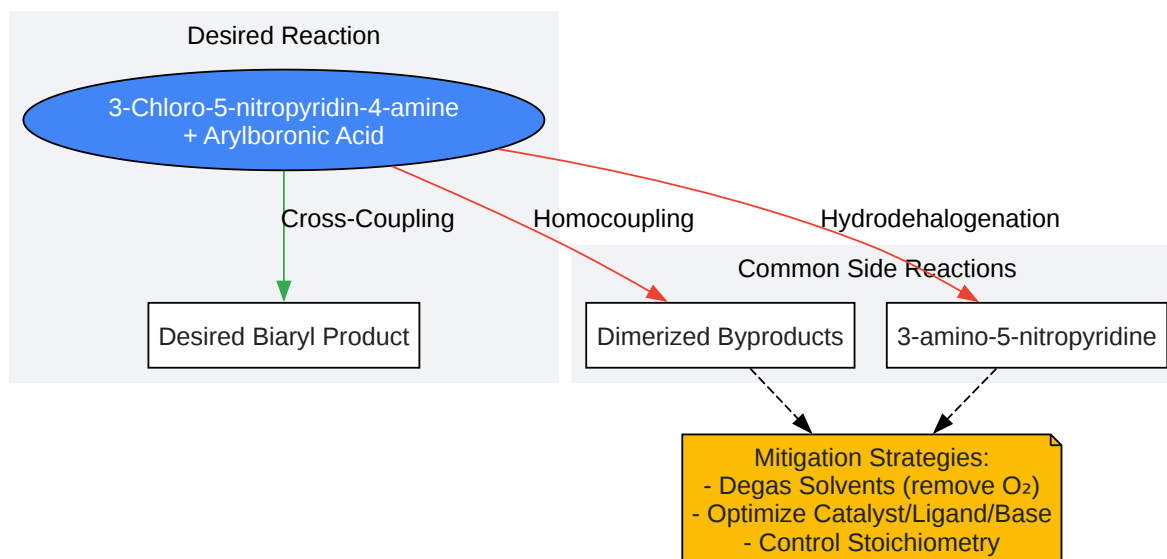 Desired Reaction
3-Chloro-5-nitropyridin-4-amine
+ Arylboronic Acid
Cross-Coupling
Homocoupling
Hydrodehalogenation
Common Side Reactions
Desired Biaryl Product
Dimerized Byproducts
3-amino-5-nitropyridine
Mitigation Strategies:
- Degas Solvents (remove O₂)
- Optimize Catalyst/Ligand/Base
- Control Stoichiometry